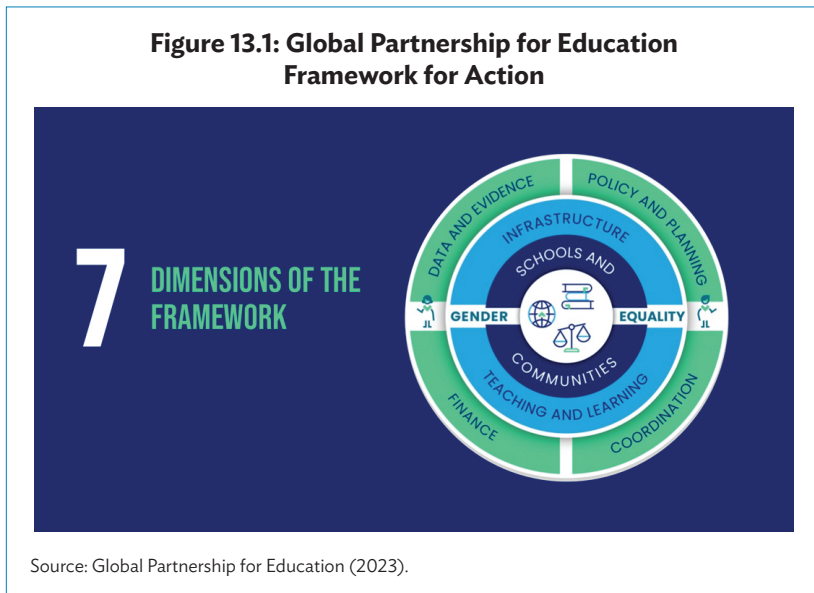 Figure 13.1: Global Partnership for Education
Framework for Action
7
DIMENSIONS OF THE
FRAMEWORK
DATA AND EVIDENCE
POLICY AND PLANNING
INFRASTRUCTURE
SCHOOLS AND
GENDER
EQUALITY
COMMUNITIES
TEACHING AND LEARNING
FINANCE
COORDINATION
Source: Global Partnership for Education (2023).